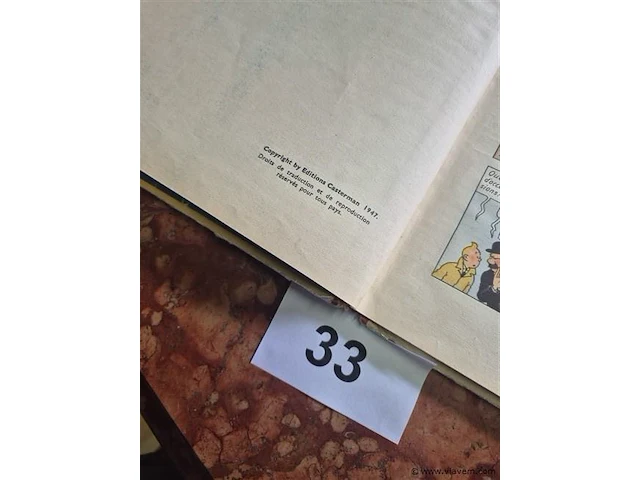 Copyright by Editions Casterman 1947.
Droits de traduction et de reproduction
réservés pour tous pays.
33
© www.vlavem.com